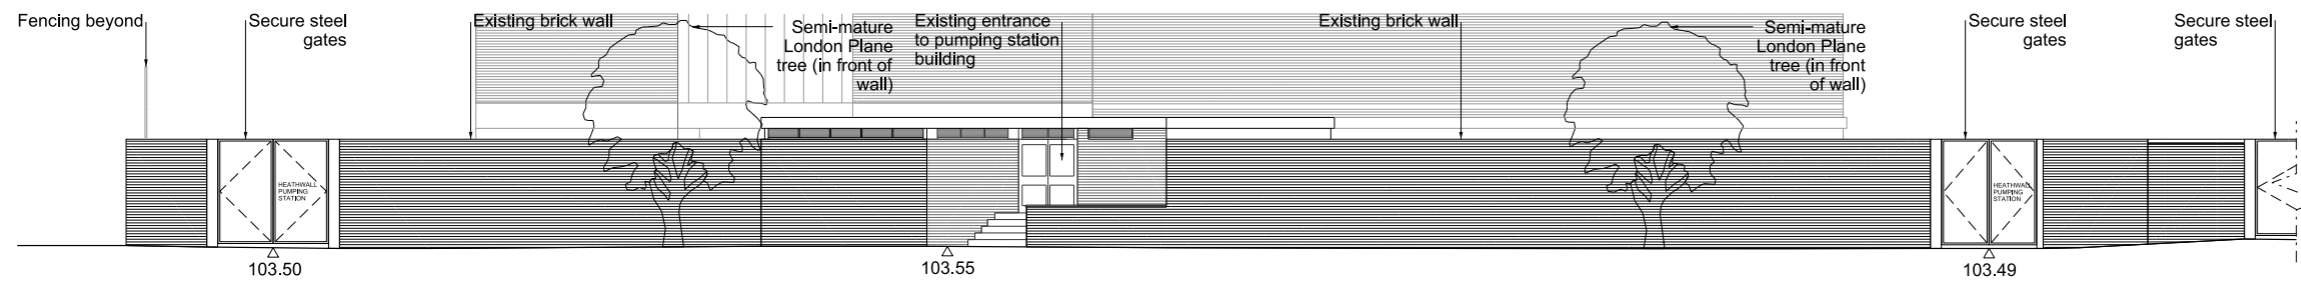 Fencing beyond
Secure steel
gates
Existing brick wall
Semi-mature
London Plane
tree (in front of
wall)
Existing entrance
to pumping station
building
Existing brick wall
Semi-mature
London Plane
tree (in front
of wall)
Secure steel
gates
Secure steel
gates
HEATHWALL
PUMPING
STATION
HEATHWALL
PUMPING
STATION
103.50
103.55
103.49